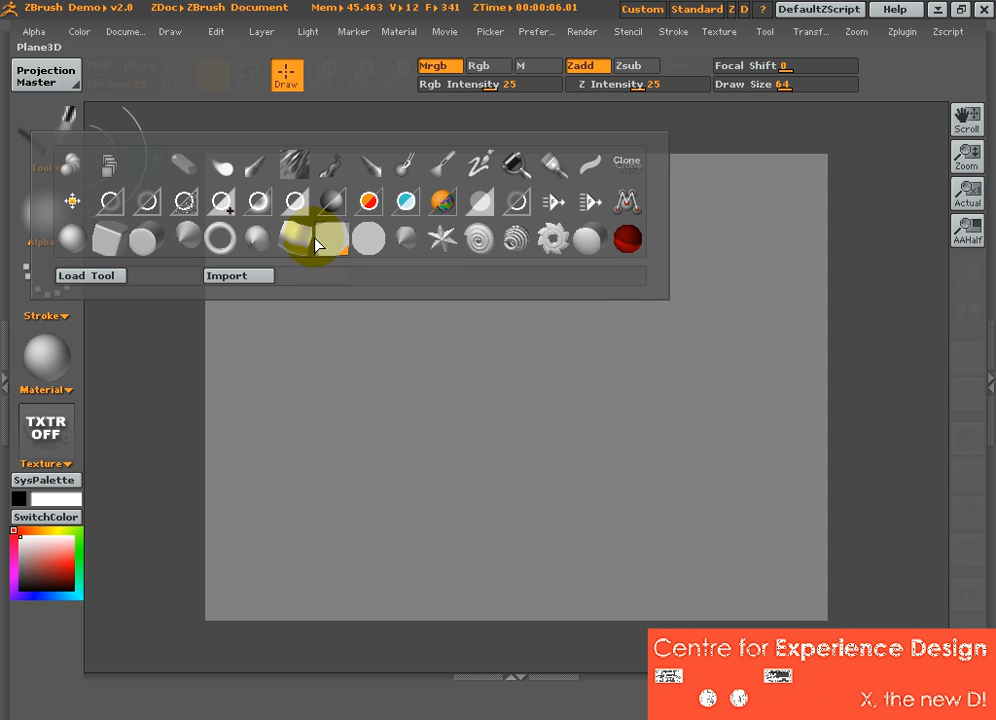 ZBrush Demo▸ v2.0 ZDoc▸ ZBrush Document Mem▸ 45.463 V▸ 12 F▸ 341 ZTime▸ 00:00:06.01 Custom Standard Z D ? DefaultZScript Help
Alpha Color Docume... Draw Edit Layer Light Marker Material Movie Picker Prefer... Render Stencil Stroke Texture Tool Transf... Zoom Zplugin Zscript
Plane3D
Projection Master
Draw
Mrgb Rgb M Zadd Zsub Focal Shift 0
Rgb Intensity 25 Z Intensity 25 Draw Size 64
Scroll
Clone
Tool
Zoom
Actual
Alpha
AAHalf
Load Tool Import
Stroke
Material
TXTR
OFF
Texture
SysPalette
SwitchColor
Centre for Experience Design
X, the new D!